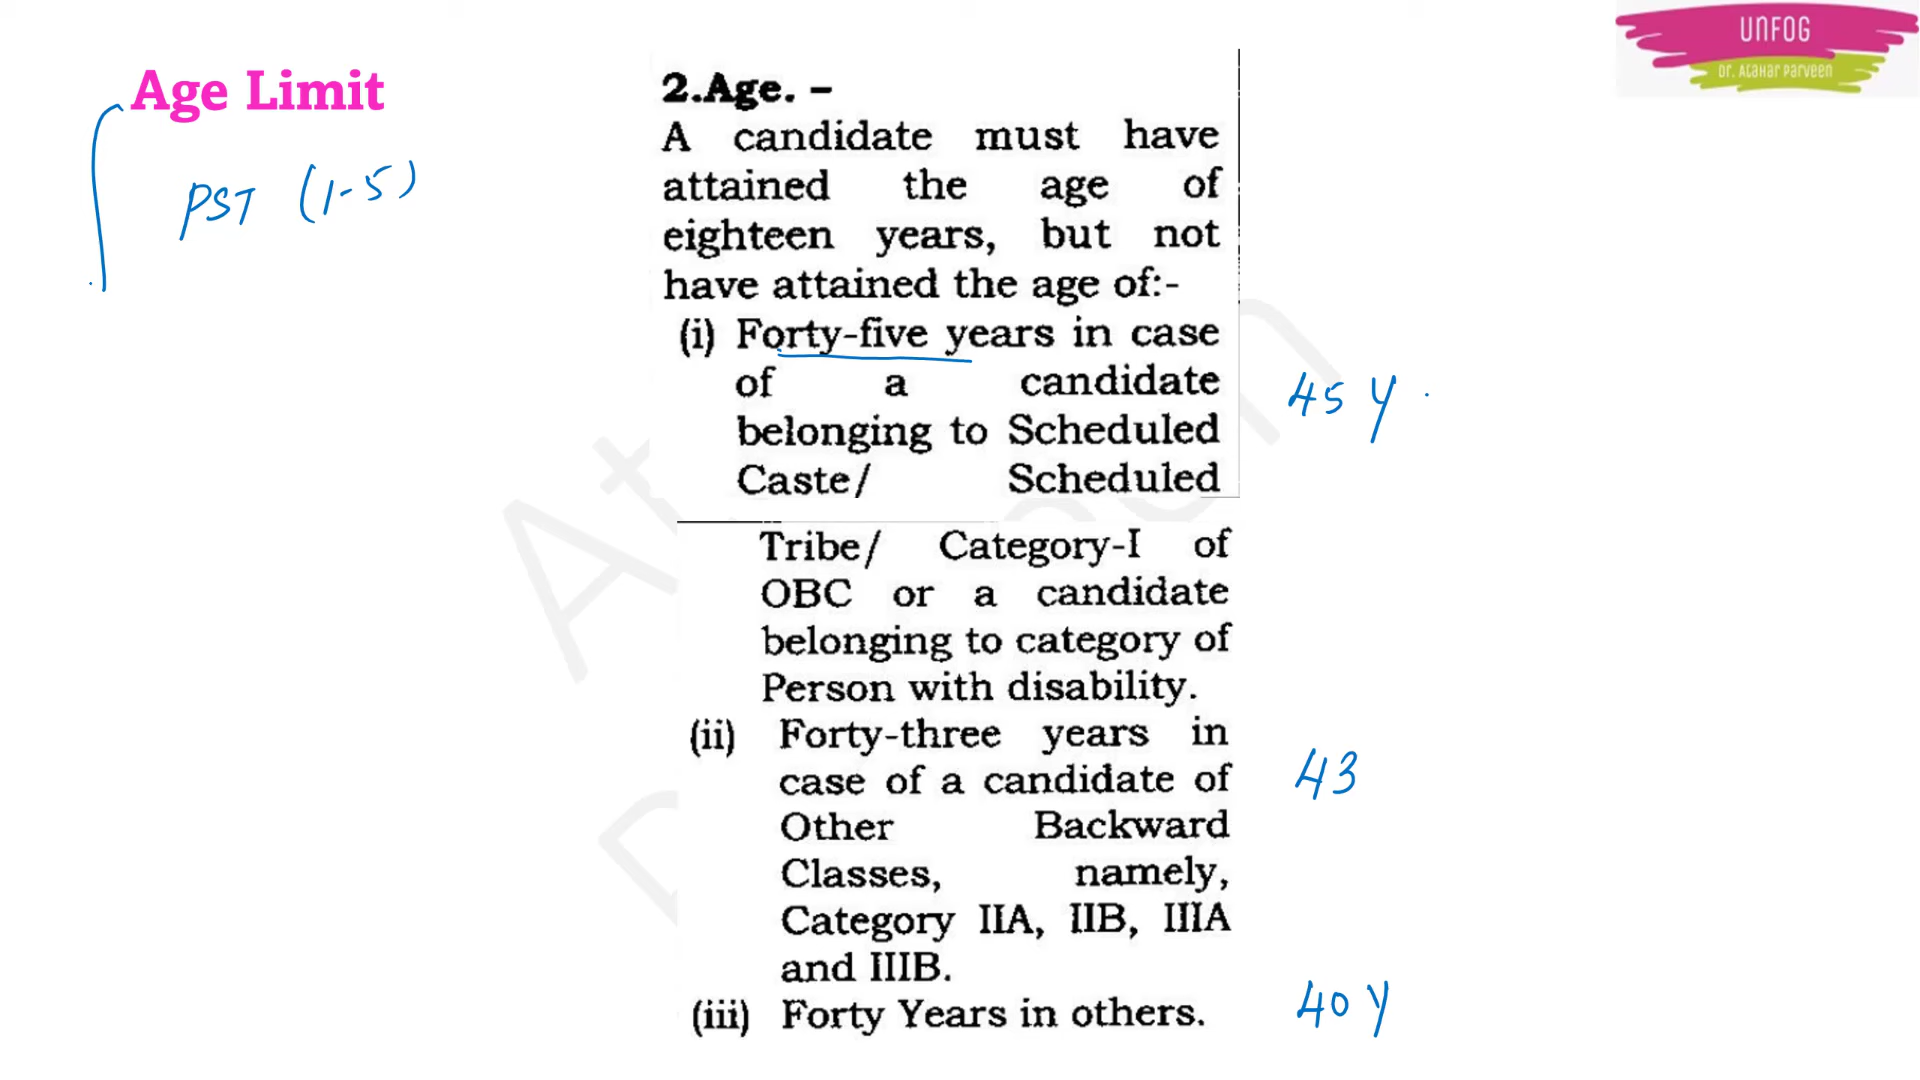 UNFOG
Dr. Atahar Parveen
Age Limit
PST (1-5)
2.Age. –
A candidate must have
attained the age of
eighteen years, but not
have attained the age of:-
(i) Forty-five years in case
of a candidate
belonging to Scheduled
Caste/ Scheduled
45 Y
Tribe/ Category-I of
OBC or a candidate
belonging to category of
Person with disability.
(ii) Forty-three years in
case of a candidate of
Other Backward
Classes, namely,
Category IIA, IIB, IIIA
and IIIB.
43
(iii) Forty Years in others.
40 Y